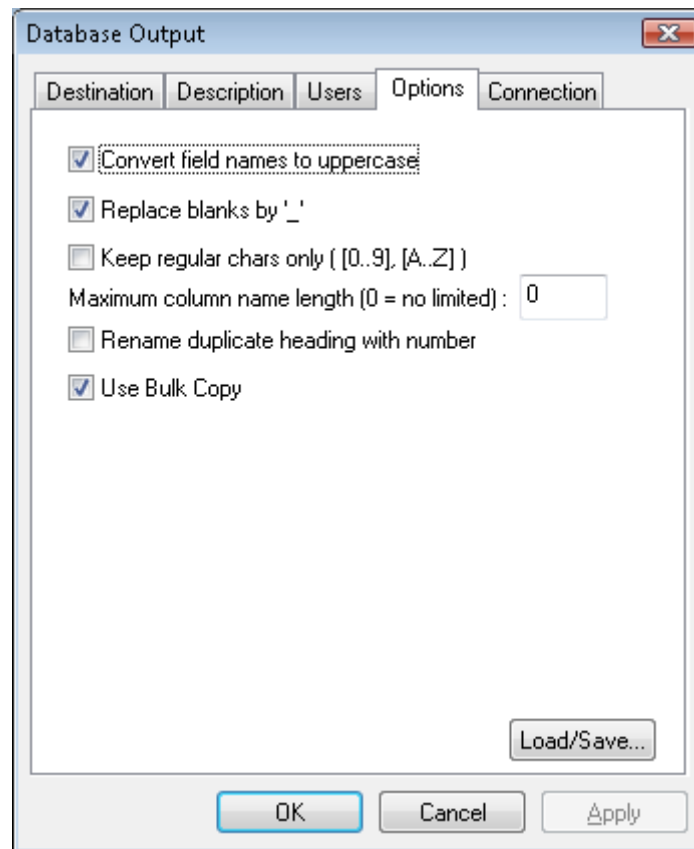 Database Output
Destination Description Users Options Connection
Convert field names to uppercase
Replace blanks by '_'
Keep regular chars only ( [0..9], [A..Z] )
Maximum column name length (0 = no limited) : 0
Rename duplicate heading with number
Use Bulk Copy
Load/Save...
OK Cancel Apply